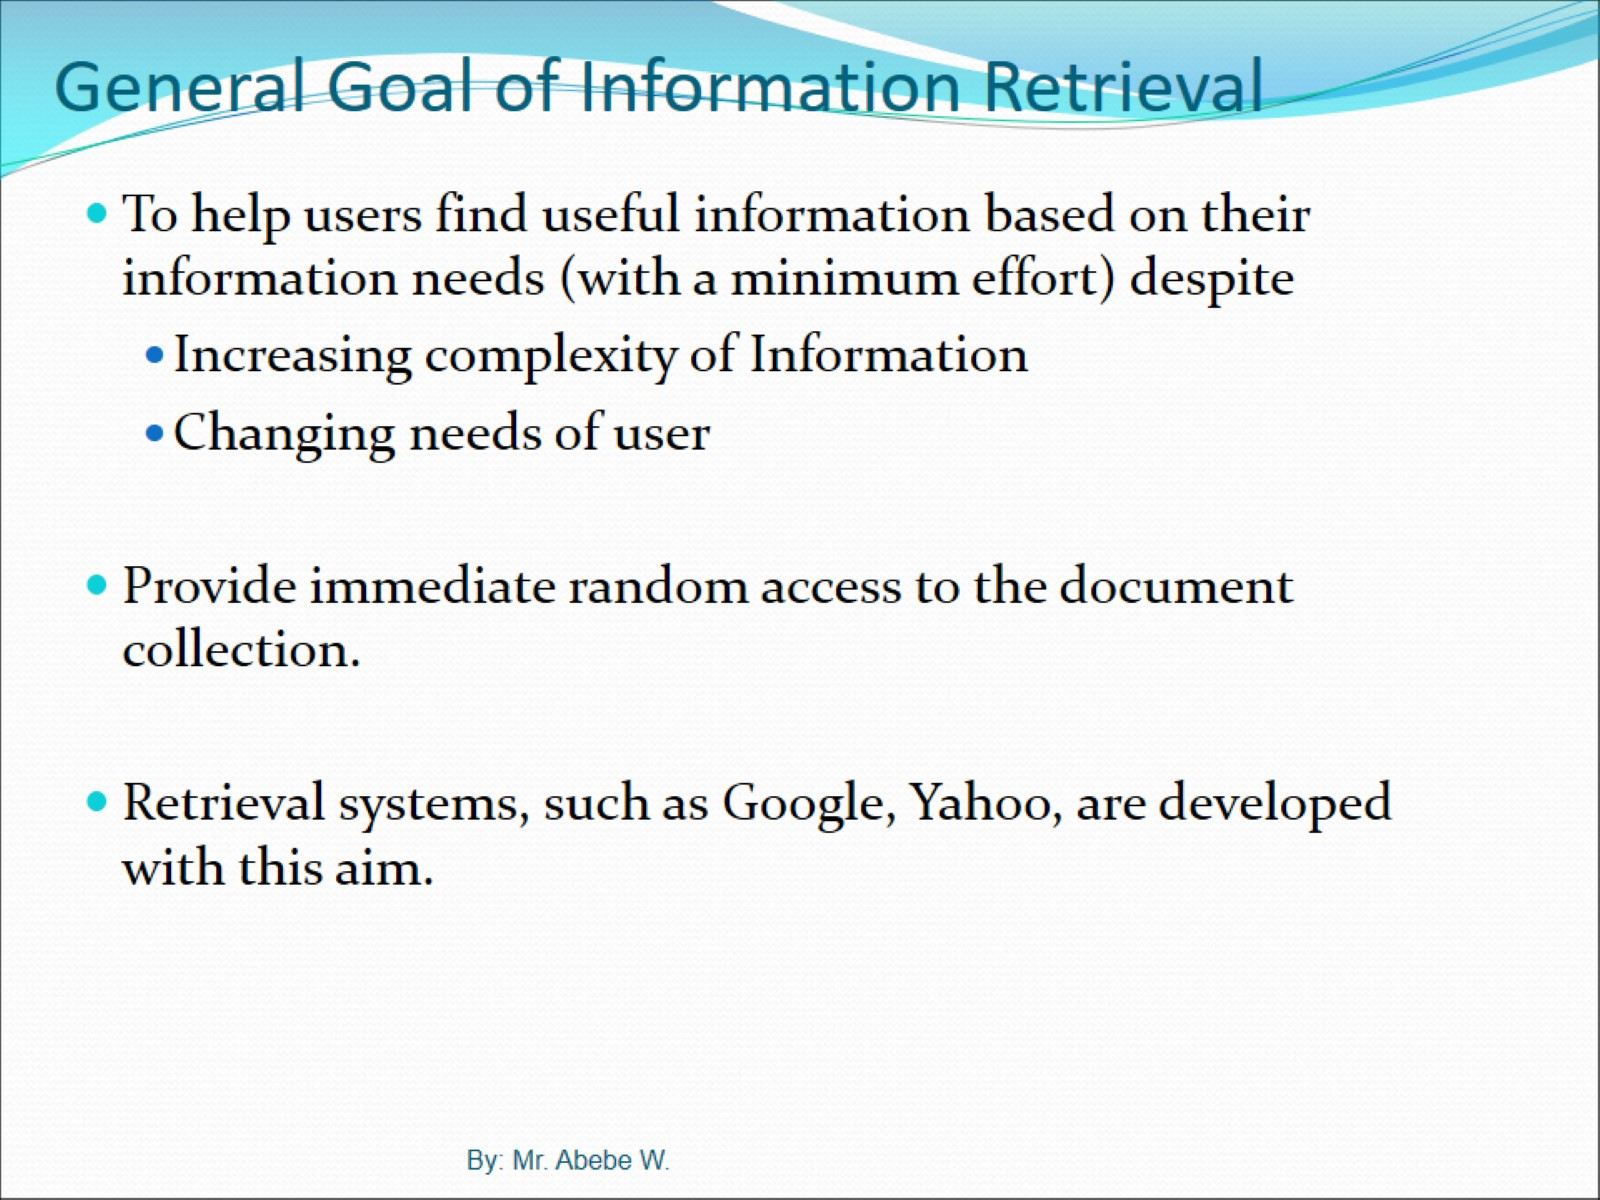 General Goal of Information Retrieval
• To help users find useful information based on their
information needs (with a minimum effort) despite
• Increasing complexity of Information
• Changing needs of user
• Provide immediate random access to the document
collection.
• Retrieval systems, such as Google, Yahoo, are developed
with this aim.
By: Mr. Abebe W.